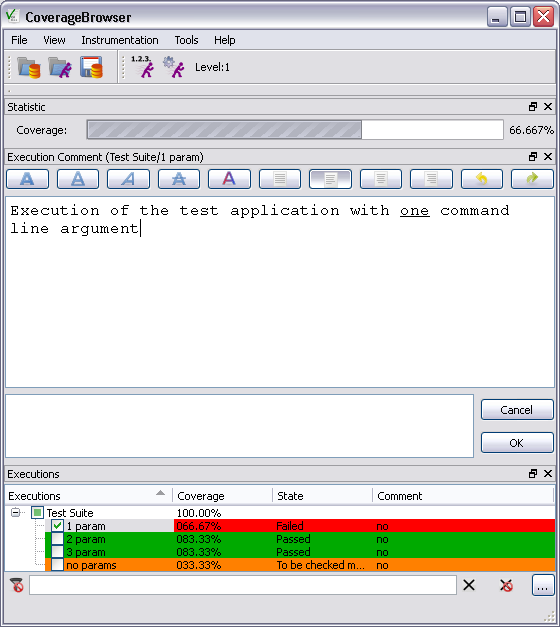 CoverageBrowser
File View Instrumentation Tools Help
1.2.3. Level:1
Statistic
Coverage: 66.667%
Execution Comment (Test Suite/1 param)
A A A A A
Execution of the test application with one command
line argument
Cancel
OK
Executions
Executions Coverage State Comment
Test Suite 100.00%
1 param 066.67% Failed no
2 param 083.33% Passed no
3 param 083.33% Passed no
no params 033.33% To be checked m... no
...